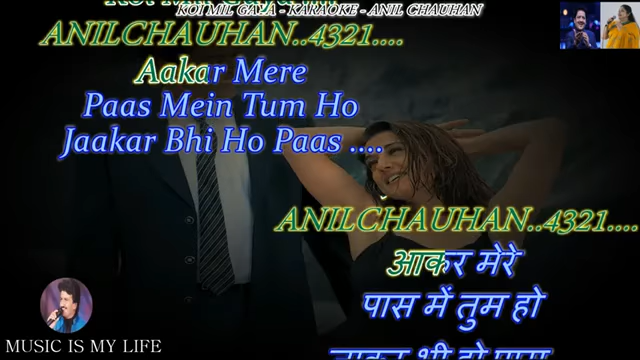 KOI MIL GAYA - KARAOKE - ANIL CHAUHAN
ANILCHAUHAN..4321....
Aakar Mere
Paas Mein Tum Ho
Jaakar Bhi Ho Paas ....
ANILCHAUHAN..4321....
आकर मेरे
पास में तुम हो
जाकर भी हो पास
MUSIC IS MY LIFE